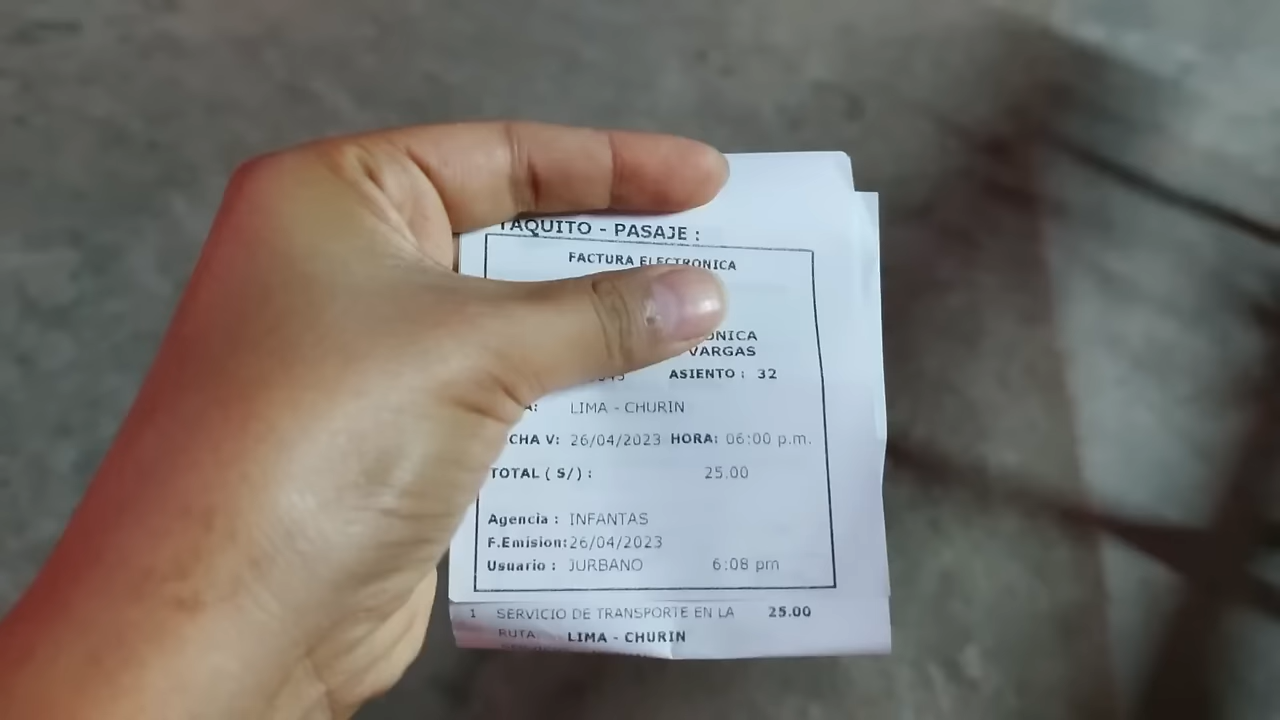 TAQUITO - PASAJE :
FACTURA ELECTRONICA
VARGAS
ASIENTO : 32
LIMA - CHURIN
V: 26/04/2023 HORA: 06:00 p.m.
TOTAL ( S/ ) : 25.00
Agencia : INFANTAS
F.Emision: 26/04/2023
Usuario : JURBANO 6:08 pm
1 SERVICIO DE TRANSPORTE EN LA 25.00
RUTA LIMA - CHURIN